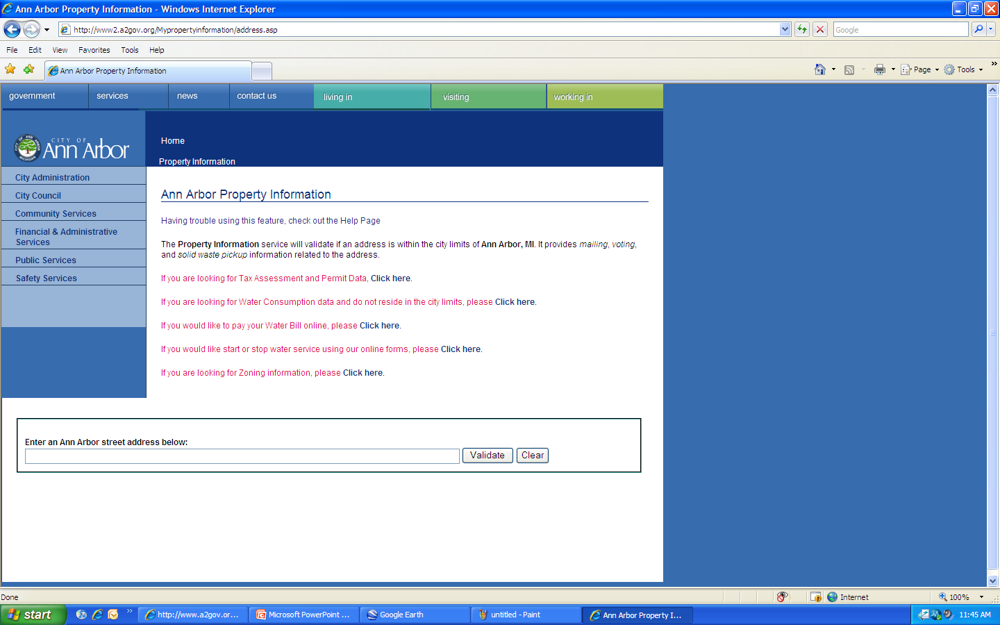 Ann Arbor Property Information - Windows Internet Explorer
http://www2.a2gov.org/Mypropertyinformation/address.asp
Google
File Edit View Favorites Tools Help
Ann Arbor Property Information
Page Tools
government services news contact us living in visiting working in
CITY OF
Ann Arbor
Home
Property Information
City Administration
City Council
Community Services
Financial & Administrative
Services
Public Services
Safety Services
Ann Arbor Property Information
Having trouble using this feature, check out the Help Page
The Property Information service will validate if an address is within the city limits of Ann Arbor, MI. It provides mailing, voting,
and solid waste pickup information related to the address.
If you are looking for Tax Assessment and Permit Data, Click here.
If you are looking for Water Consumption data and do not reside in the city limits, please Click here.
If you would like to pay your Water Bill online, please Click here.
If you would like start or stop water service using our online forms, please Click here.
If you are looking for Zoning information, please Click here.
Enter an Ann Arbor street address below:
Validate Clear
Done Internet 100%
start http://www.a2gov.or... Microsoft PowerPoint ... Google Earth untitled - Paint Ann Arbor Property I... 11:45 AM